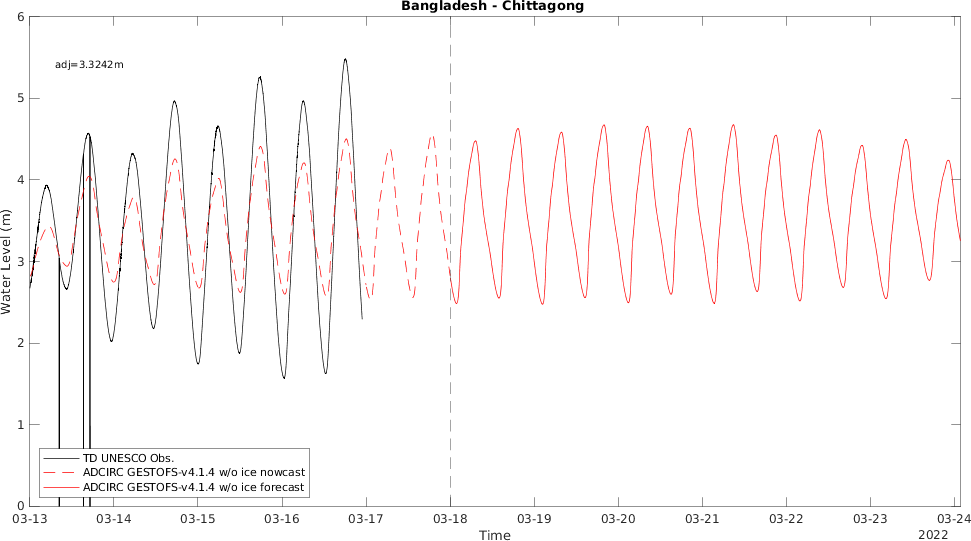 Bangladesh - Chittagong
adj=3.3242m
6
5
4
3
2
1
0
Water Level (m)
TD UNESCO Obs.
ADCIRC GESTOFS-v4.1.4 w/o ice nowcast
ADCIRC GESTOFS-v4.1.4 w/o ice forecast
03-13 03-14 03-15 03-16 03-17 03-18 03-19 03-20 03-21 03-22 03-23 03-24
Time
2022